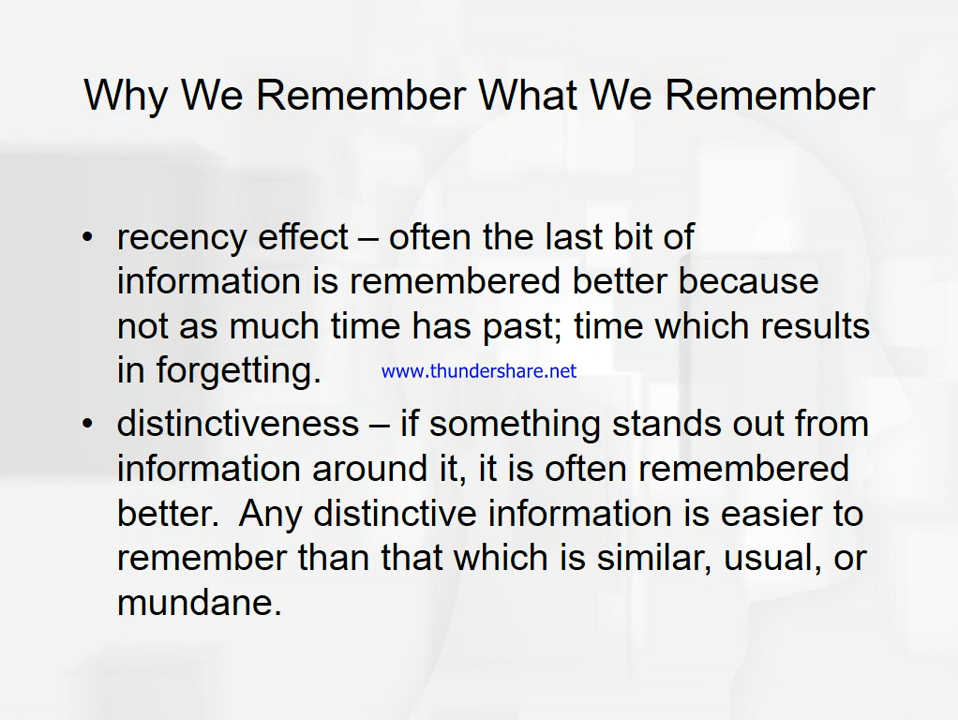 Why We Remember What We Remember
• recency effect – often the last bit of
information is remembered better because
not as much time has past; time which results
in forgetting.
www.thundershare.net
• distinctiveness – if something stands out from
information around it, it is often remembered
better.  Any distinctive information is easier to
remember than that which is similar, usual, or
mundane.